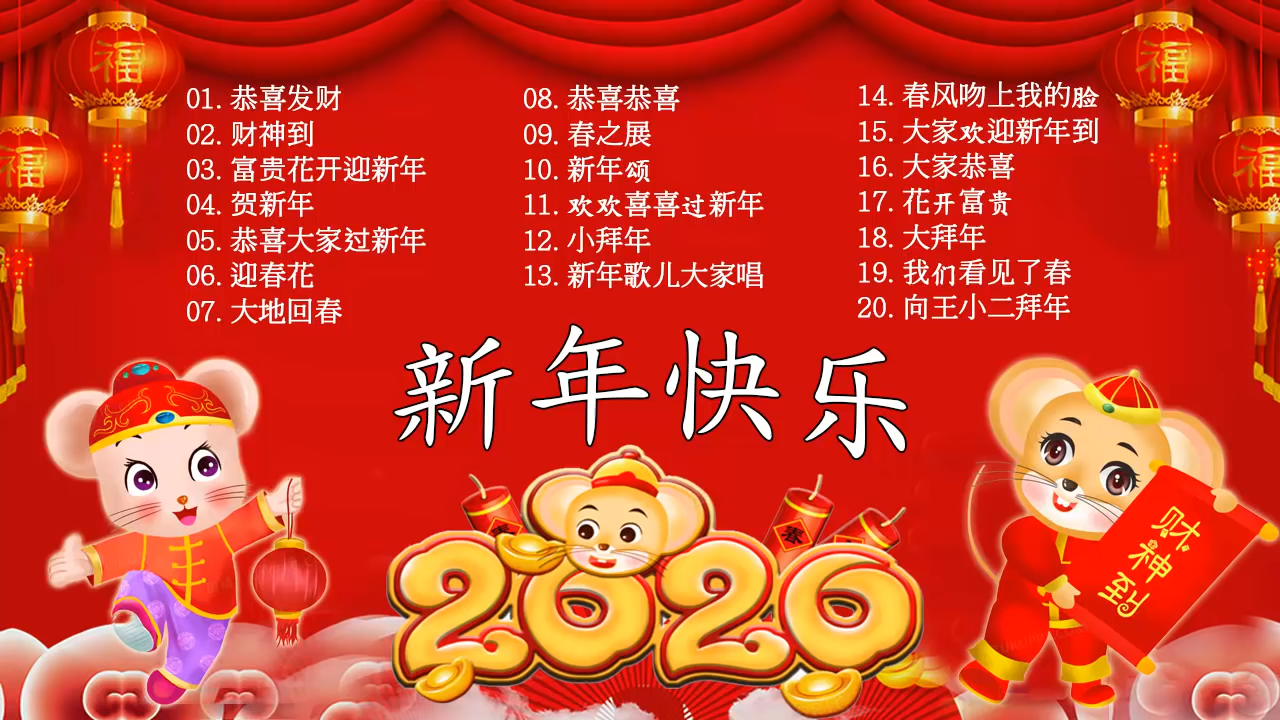 福
福
福
福
01. 恭喜发财
02. 财神到
03. 富贵花开迎新年
04. 贺新年
05. 恭喜大家过新年
06. 迎春花
07. 大地回春
08. 恭喜恭喜
09. 春之展
10. 新年颂
11. 欢欢喜喜过新年
12. 小拜年
13. 新年歌儿大家唱
14. 春风吻上我的脸
15. 大家欢迎新年到
16. 大家恭喜
17. 花开富贵
18. 大拜年
19. 我们看见了春
20. 向王小二拜年
新年快乐
春
2020
财神到